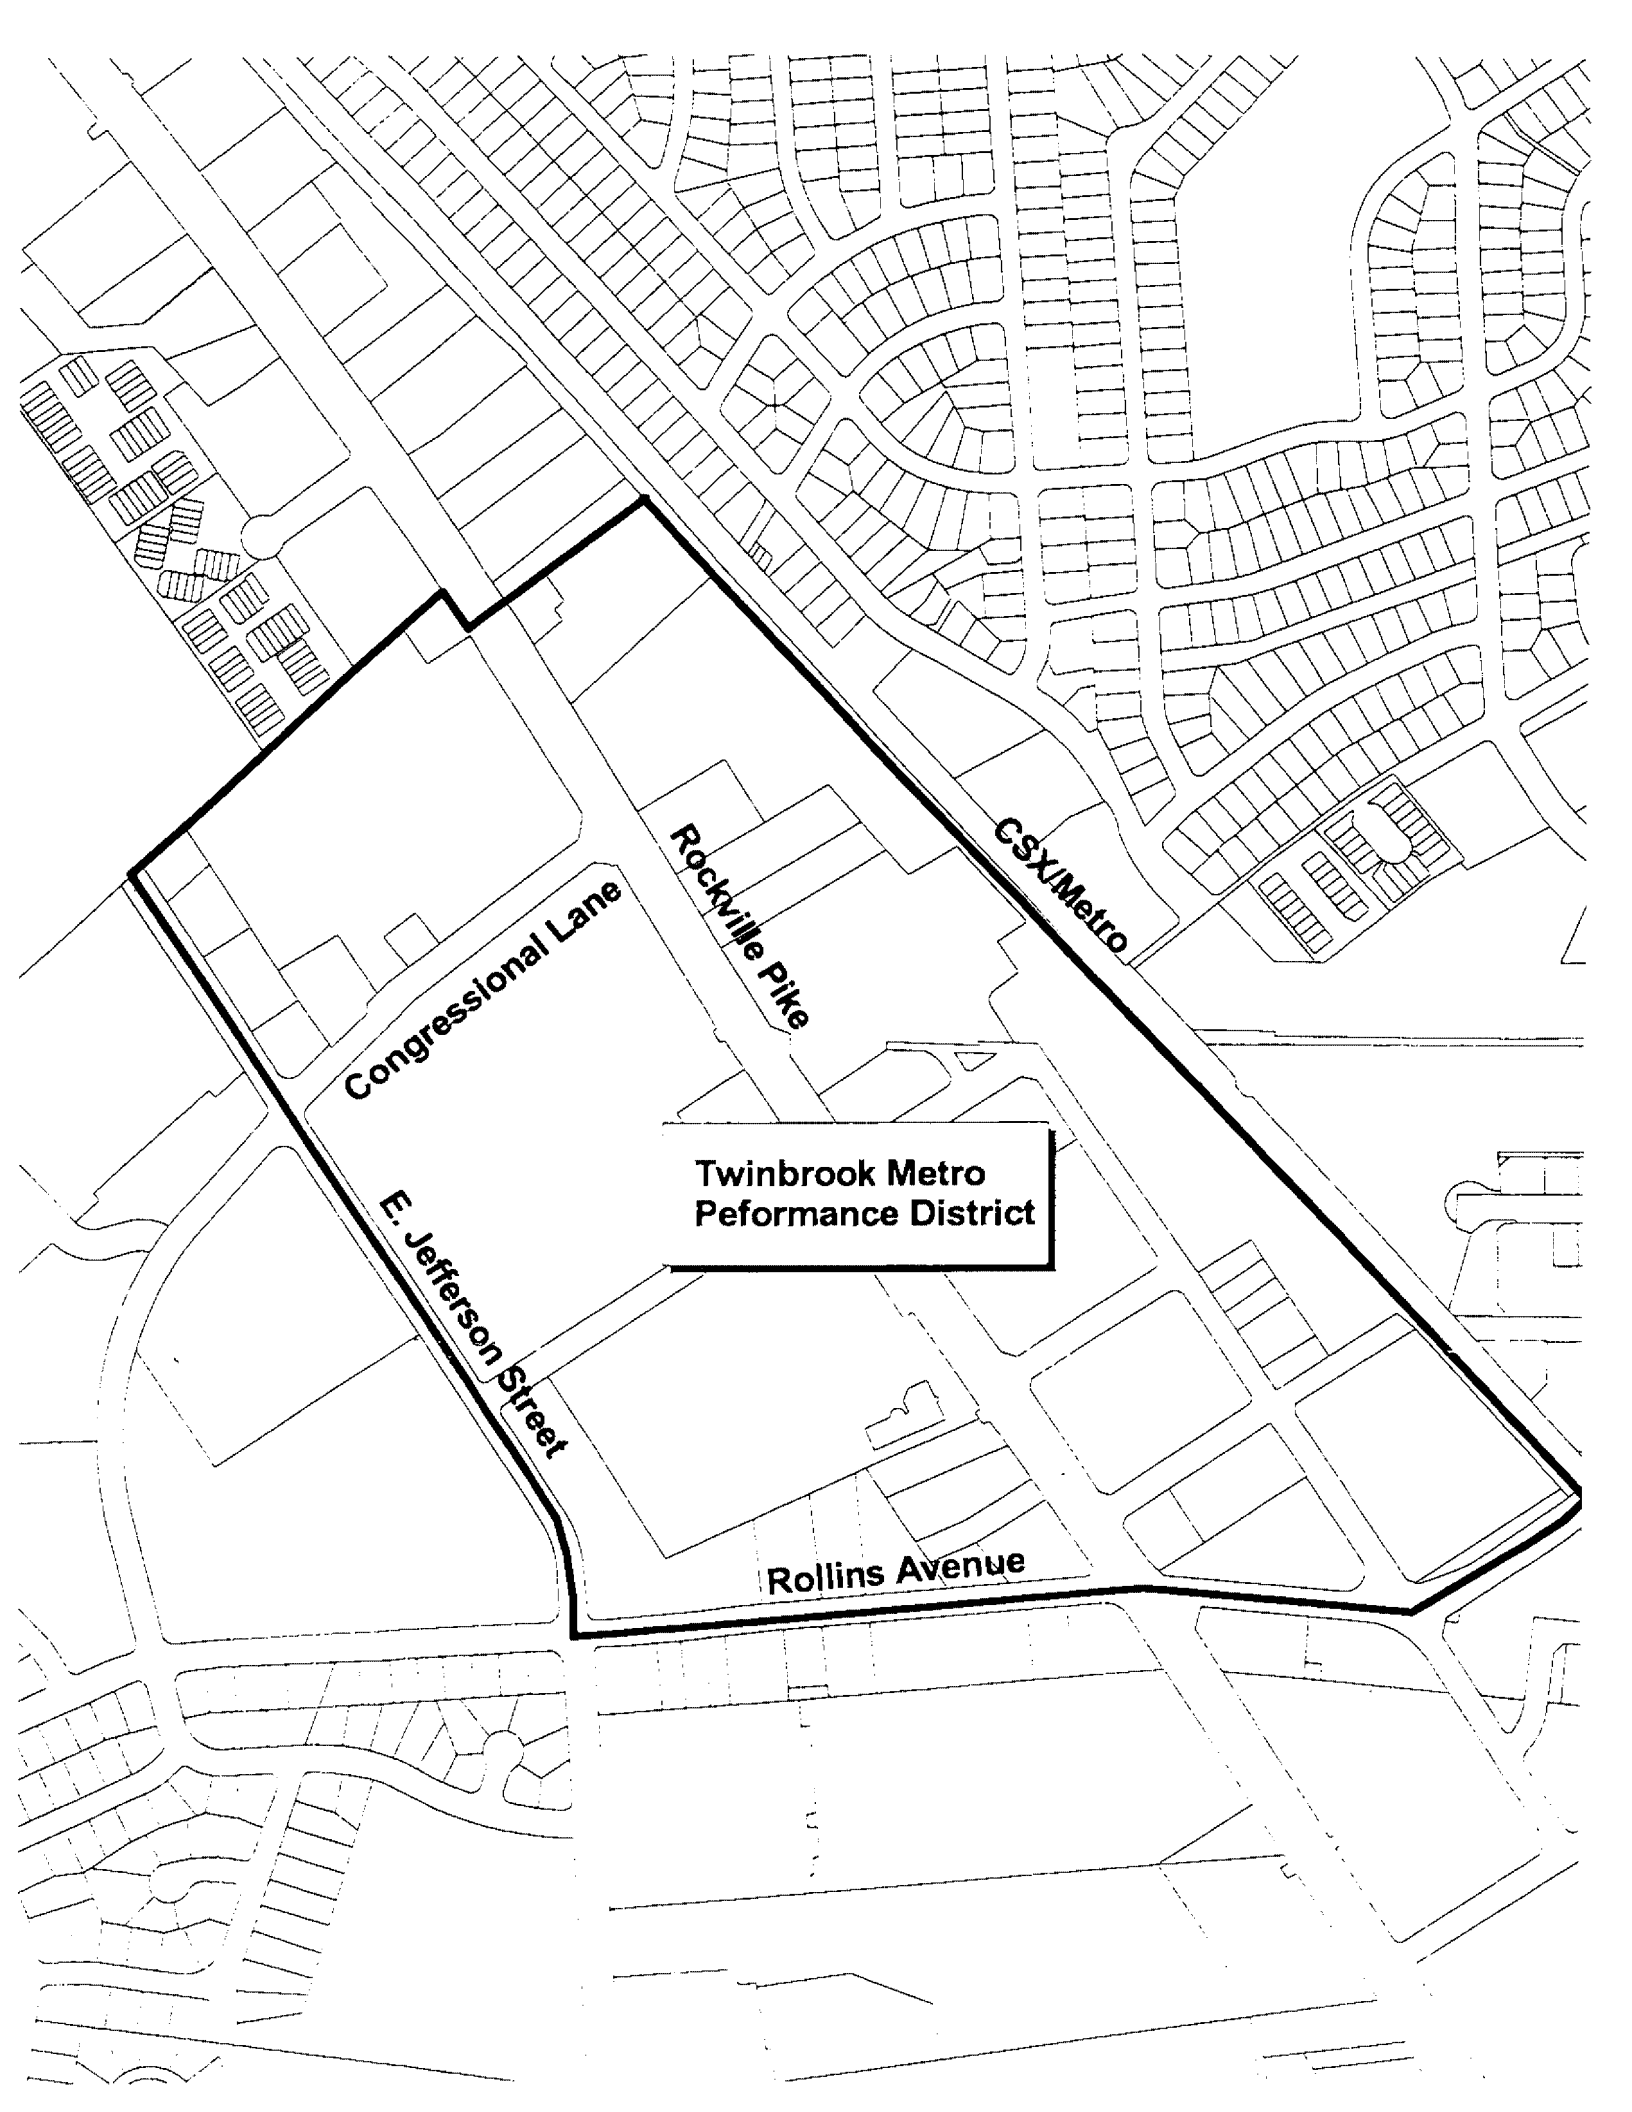 CSX/Metro
Rockville Pike
Congressional Lane
Twinbrook Metro
Peformance District
E. Jefferson Street
Rollins Avenue